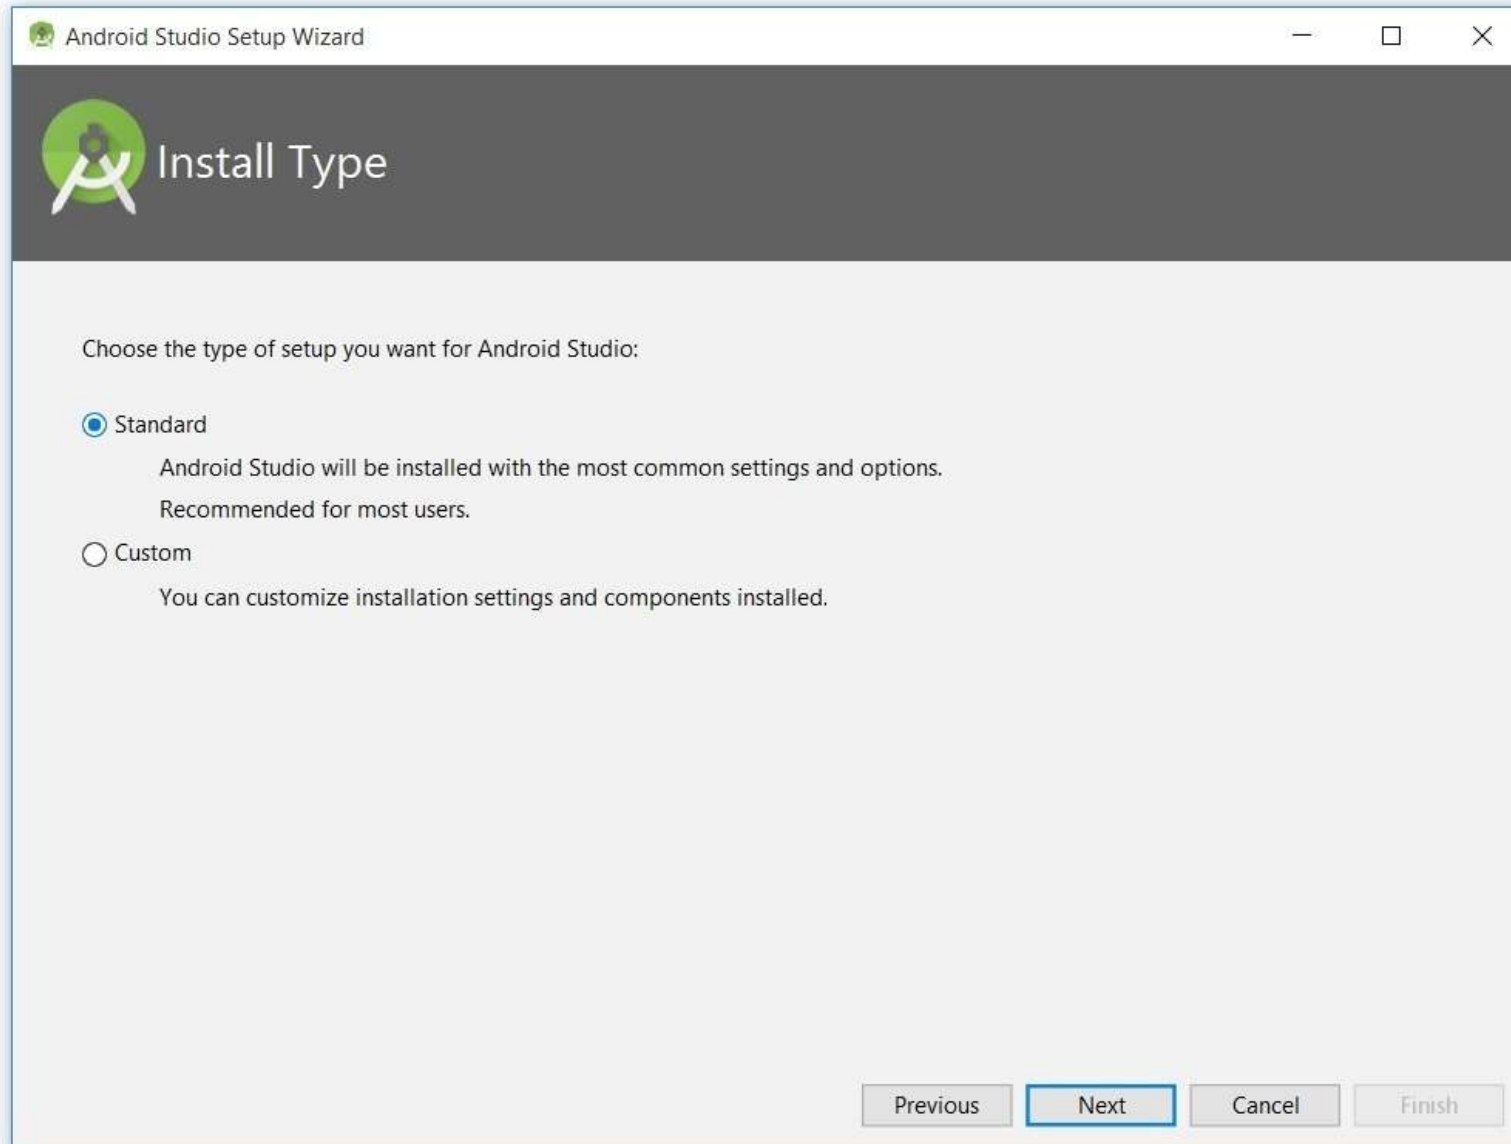 Android Studio Setup Wizard
Install Type
Choose the type of setup you want for Android Studio:
Standard
Android Studio will be installed with the most common settings and options.
Recommended for most users.
Custom
You can customize installation settings and components installed.
Previous Next Cancel Finish